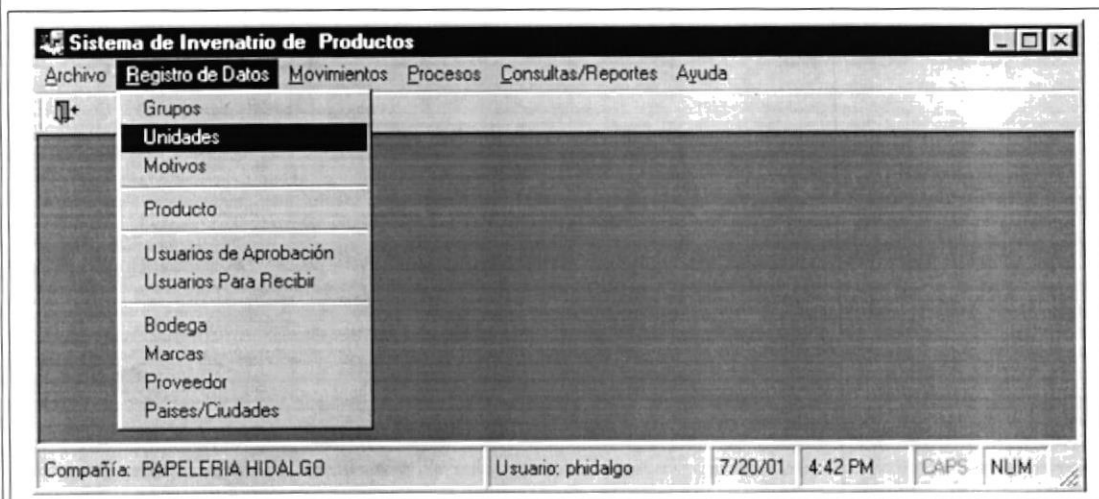 Sistema de Invenatrio de Productos
Archivo Registro de Datos Movimientos Procesos Consultas/Reportes Ayuda
Grupos
Unidades
Motivos
Producto
Usuarios de Aprobación
Usuarios Para Recibir
Bodega
Marcas
Proveedor
Paises/Ciudades
Compañía: PAPELERIA HIDALGO Usuario: phidalgo 7/20/01 4:42 PM CAPS NUM